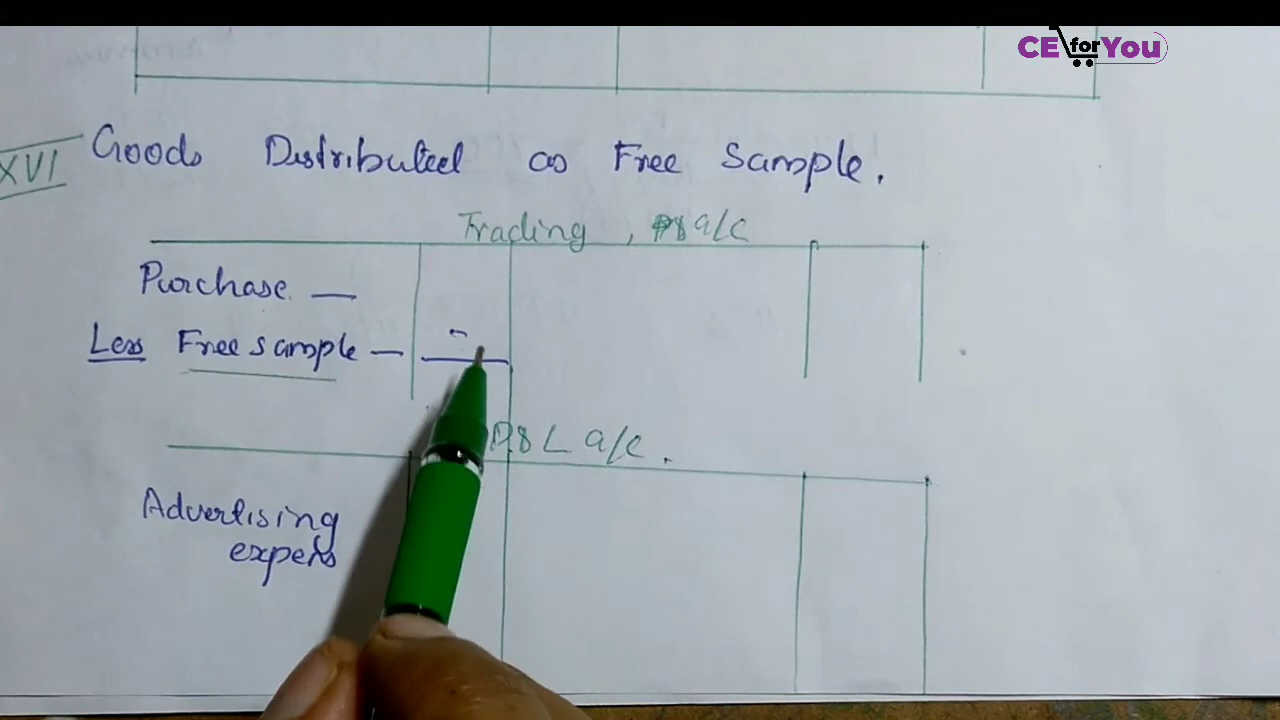 CE for You
XVI Goods Distributed as Free Sample.
Trading, a/c
Purchase. —
Less Free sample —
P&L a/c.
Advertising
expens